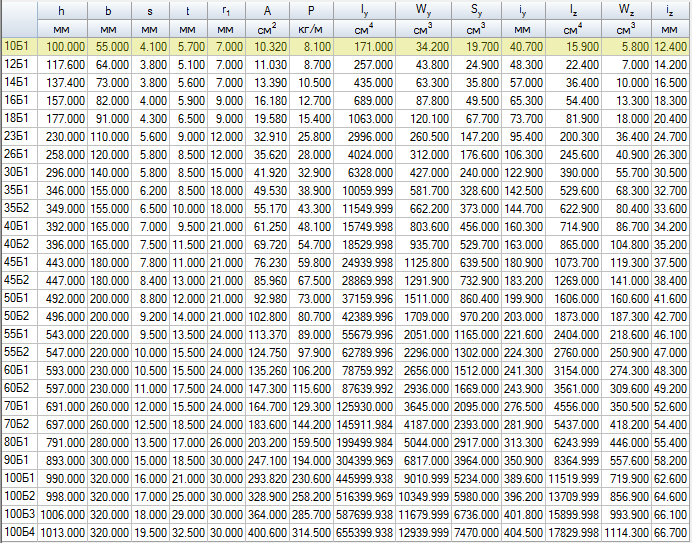 h b s t r₁ A P Iy Wy Sy iy Iz Wz iz
мм мм мм мм мм см² кг/м см⁴ см³ см³ мм см⁴ см³ мм
10Б1 100.000 55.000 4.100 5.700 7.000 10.320 8.100 171.000 34.200 19.700 40.700 15.900 5.800 12.400
12Б1 117.600 64.000 3.800 5.100 7.000 11.030 8.700 257.000 43.800 24.900 48.300 22.400 7.000 14.200
14Б1 137.400 73.000 3.800 5.600 7.000 13.390 10.500 435.000 63.300 35.800 57.000 36.400 10.000 16.500
16Б1 157.000 82.000 4.000 5.900 9.000 16.180 12.700 689.000 87.800 49.500 65.300 54.400 13.300 18.300
18Б1 177.000 91.000 4.300 6.500 9.000 19.580 15.400 1063.000 120.100 67.700 73.700 81.900 18.000 20.400
23Б1 230.000 110.000 5.600 9.000 12.000 32.910 25.800 2996.000 260.500 147.200 95.400 200.300 36.400 24.700
26Б1 258.000 120.000 5.800 8.500 12.000 35.620 28.000 4024.000 312.000 176.600 106.300 245.600 40.900 26.300
30Б1 296.000 140.000 5.800 8.500 15.000 41.920 32.900 6328.000 427.000 240.000 122.900 390.000 55.700 30.500
35Б1 346.000 155.000 6.200 8.500 18.000 49.530 38.900 10059.999 581.700 328.600 142.500 529.600 68.300 32.700
35Б2 349.000 155.000 6.500 10.000 18.000 55.170 43.300 11549.999 662.200 373.000 144.700 622.900 80.400 33.600
40Б1 392.000 165.000 7.000 9.500 21.000 61.250 48.100 15749.998 803.600 456.000 160.300 714.900 86.700 34.200
40Б2 396.000 165.000 7.500 11.500 21.000 69.720 54.700 18529.998 935.700 529.700 163.000 865.000 104.800 35.200
45Б1 443.000 180.000 7.800 11.000 21.000 76.230 59.800 24939.998 1125.800 639.500 180.900 1073.700 119.300 37.500
45Б2 447.000 180.000 8.400 13.000 21.000 85.960 67.500 28869.998 1291.900 732.900 183.200 1269.000 141.000 38.400
50Б1 492.000 200.000 8.800 12.000 21.000 92.980 73.000 37159.996 1511.000 860.400 199.900 1606.000 160.600 41.600
50Б2 496.000 200.000 9.200 14.000 21.000 102.800 80.700 42389.996 1709.000 970.200 203.000 1873.000 187.300 42.700
55Б1 543.000 220.000 9.500 13.500 24.000 113.370 89.000 55679.996 2051.000 1165.000 221.600 2404.000 218.600 46.100
55Б2 547.000 220.000 10.000 15.500 24.000 124.750 97.900 62789.996 2296.000 1302.000 224.300 2760.000 250.900 47.000
60Б1 593.000 230.000 10.500 15.500 24.000 135.260 106.200 78759.992 2656.000 1512.000 241.300 3154.000 274.300 48.300
60Б2 597.000 230.000 11.000 17.500 24.000 147.300 115.600 87639.992 2936.000 1669.000 243.900 3561.000 309.600 49.200
70Б1 691.000 260.000 12.000 15.500 24.000 164.700 129.300 125930.000 3645.000 2095.000 276.500 4556.000 350.500 52.600
70Б2 697.000 260.000 12.500 18.500 24.000 183.600 144.200 145911.984 4187.000 2393.000 281.900 5437.000 418.200 54.400
80Б1 791.000 280.000 13.500 17.000 26.000 203.200 159.500 199499.984 5044.000 2917.000 313.300 6243.999 446.000 55.400
90Б1 893.000 300.000 15.000 18.500 30.000 247.100 194.000 304399.969 6817.000 3964.000 350.900 8364.999 557.600 58.200
100Б1 990.000 320.000 16.000 21.000 30.000 293.820 230.600 445999.938 9010.999 5234.000 389.600 11519.999 719.900 62.600
100Б2 998.000 320.000 17.000 25.000 30.000 328.900 258.200 516399.969 10349.999 5980.000 396.200 13709.999 856.900 64.600
100Б3 1006.000 320.000 18.000 29.000 30.000 364.000 285.700 587699.938 11679.999 6736.000 401.800 15899.998 993.900 66.100
100Б4 1013.000 320.000 19.500 32.500 30.000 400.600 314.500 655399.938 12939.999 7470.000 404.500 17829.998 1114.300 66.700